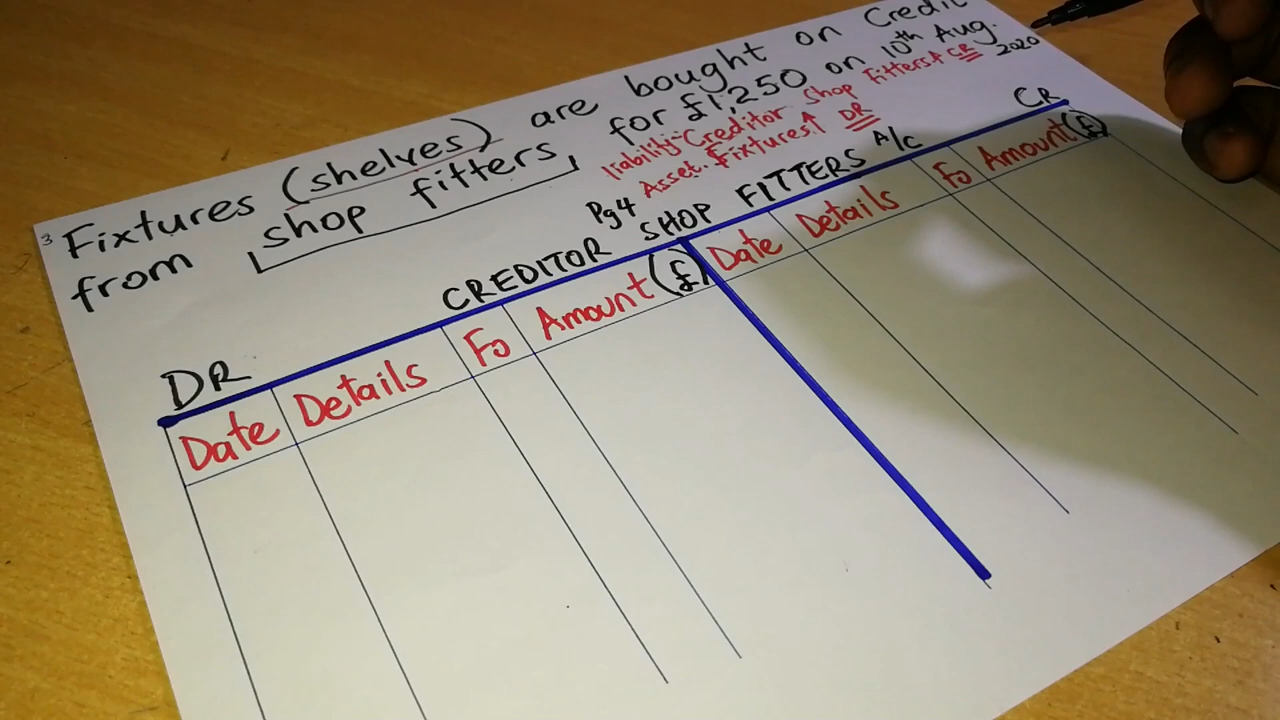 3 Fixtures (shelves) are bought on Credit
from shop fitters, for £1,250 on 10th Aug. 2020
liability-Creditor Shop Fitters↑ CR
Asset. Fixtures↑ DR
Pg4
CREDITOR SHOP FITTERS A/C
DR CR
Date Details Fo Amount(£) Date Details Fo Amount(£)